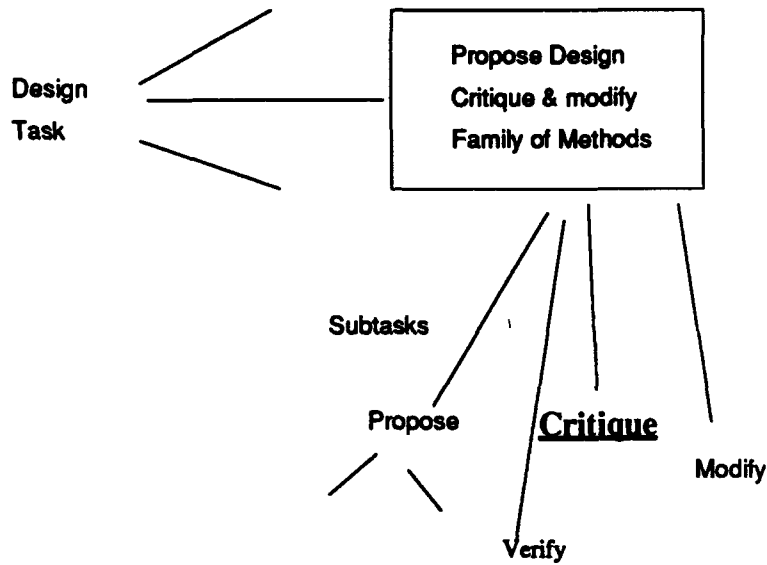 Design
Task
Propose Design
Critique & modify
Family of Methods
Subtasks
Propose
Critique
Modify
Verify